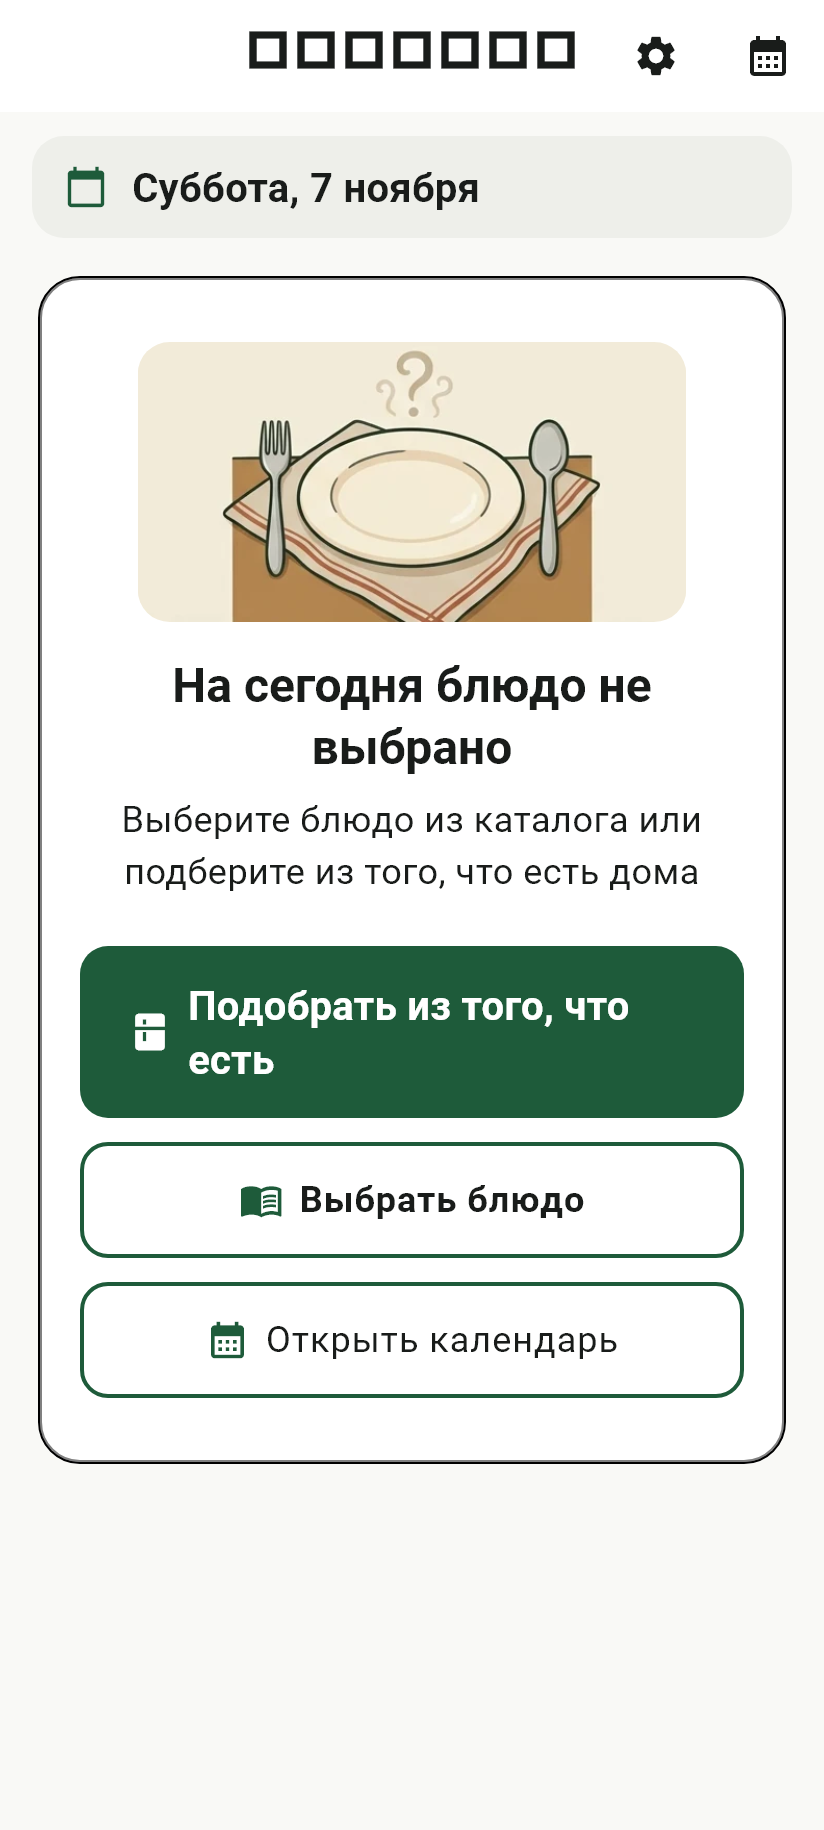 Суббота, 7 ноября
На сегодня блюдо не
выбрано
Выберите блюдо из каталога или
подберите из того, что есть дома
Подобрать из того, что
есть
Выбрать блюдо
Открыть календарь